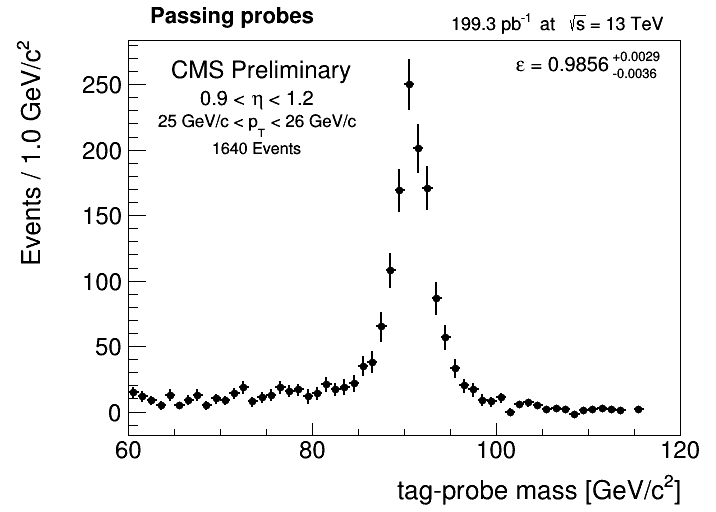 Passing probes
199.3 pb⁻¹ at √s = 13 TeV
CMS Preliminary
ε = 0.9856 +0.0029 -0.0036
0.9 < η < 1.2
25 GeV/c < p_T < 26 GeV/c
1640 Events
Events / 1.0 GeV/c²
250
200
150
100
50
0
60 80 100 120
tag-probe mass [GeV/c²]